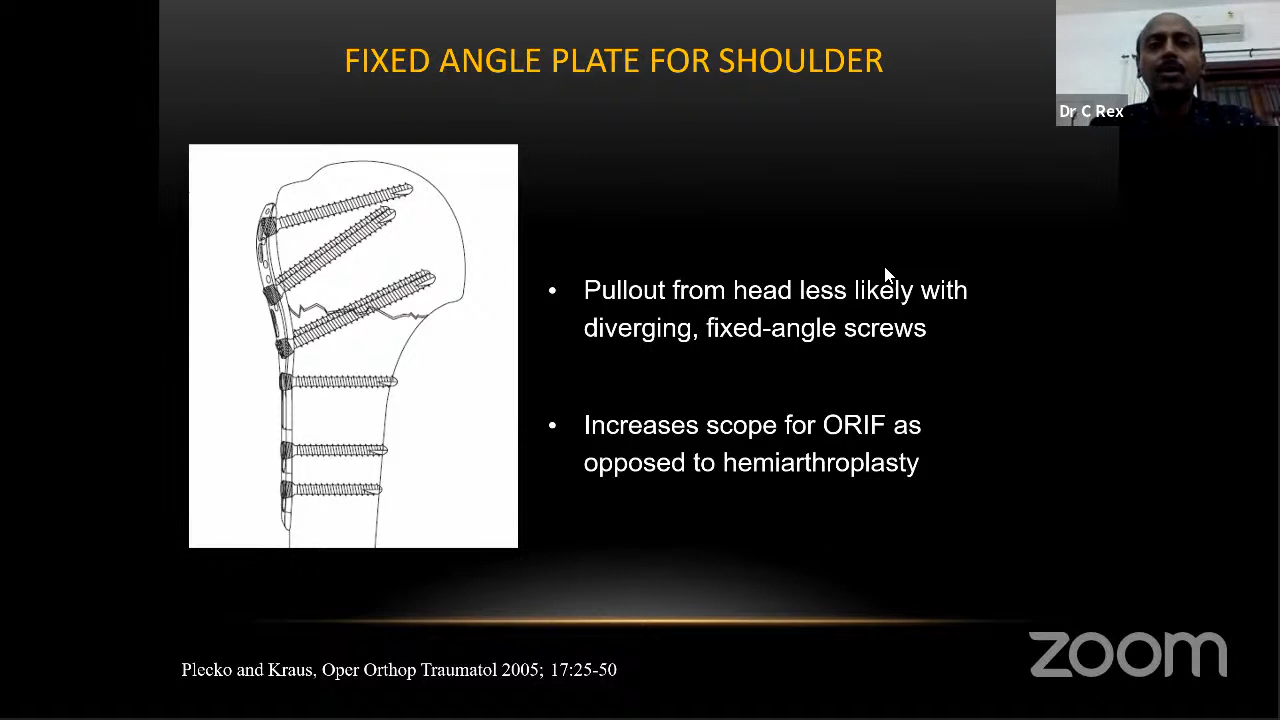 FIXED ANGLE PLATE FOR SHOULDER
Dr C Rex
• Pullout from head less likely with
diverging, fixed-angle screws
• Increases scope for ORIF as
opposed to hemiarthroplasty
zoom
Plecko and Kraus, Oper Orthop Traumatol 2005; 17:25-50